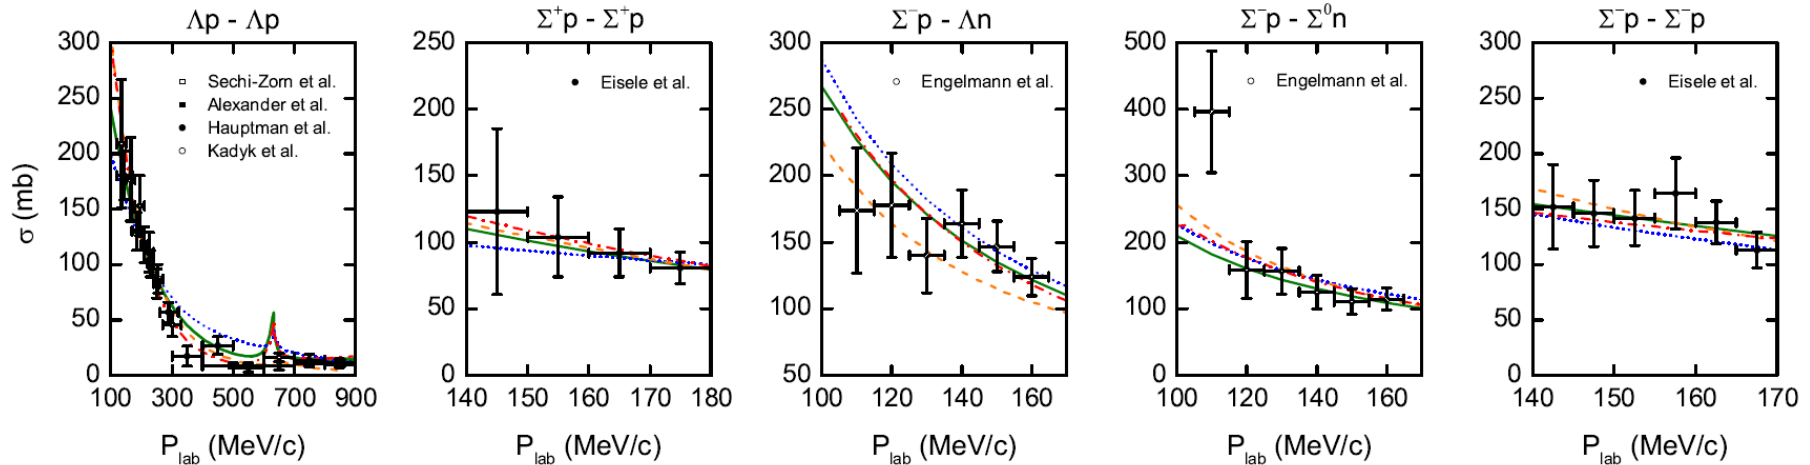 Λp - Λp
300
250
200
150
100
50
0
100 300 500 700 900
σ (mb)
P_lab (MeV/c)
Sechi-Zorn et al.
Alexander et al.
Hauptman et al.
Kadyk et al.
Σ⁺p - Σ⁺p
250
200
150
100
50
0
140 150 160 170 180
P_lab (MeV/c)
Eisele et al.
Σ⁻p - Λn
300
250
200
150
100
50
100 120 140 160
P_lab (MeV/c)
Engelmann et al.
Σ⁻p - Σ⁰n
500
400
300
200
100
0
100 120 140 160
P_lab (MeV/c)
Engelmann et al.
Σ⁻p - Σ⁻p
300
250
200
150
100
50
0
140 150 160 170
P_lab (MeV/c)
Eisele et al.